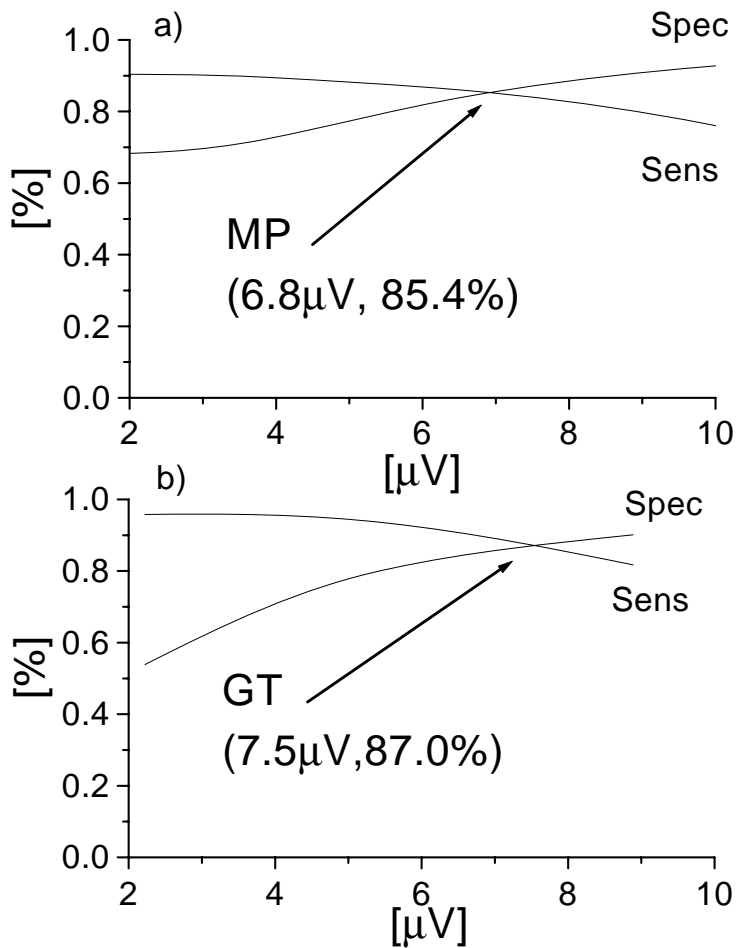 a)
Spec
1.0
0.8
0.6
0.4
0.2
0.0
[%]
Sens
MP
(6.8μV, 85.4%)
2 4 6 8 10
[μV]
b)
Spec
1.0
0.8
0.6
0.4
0.2
0.0
[%]
Sens
GT
(7.5μV,87.0%)
2 4 6 8 10
[μV]